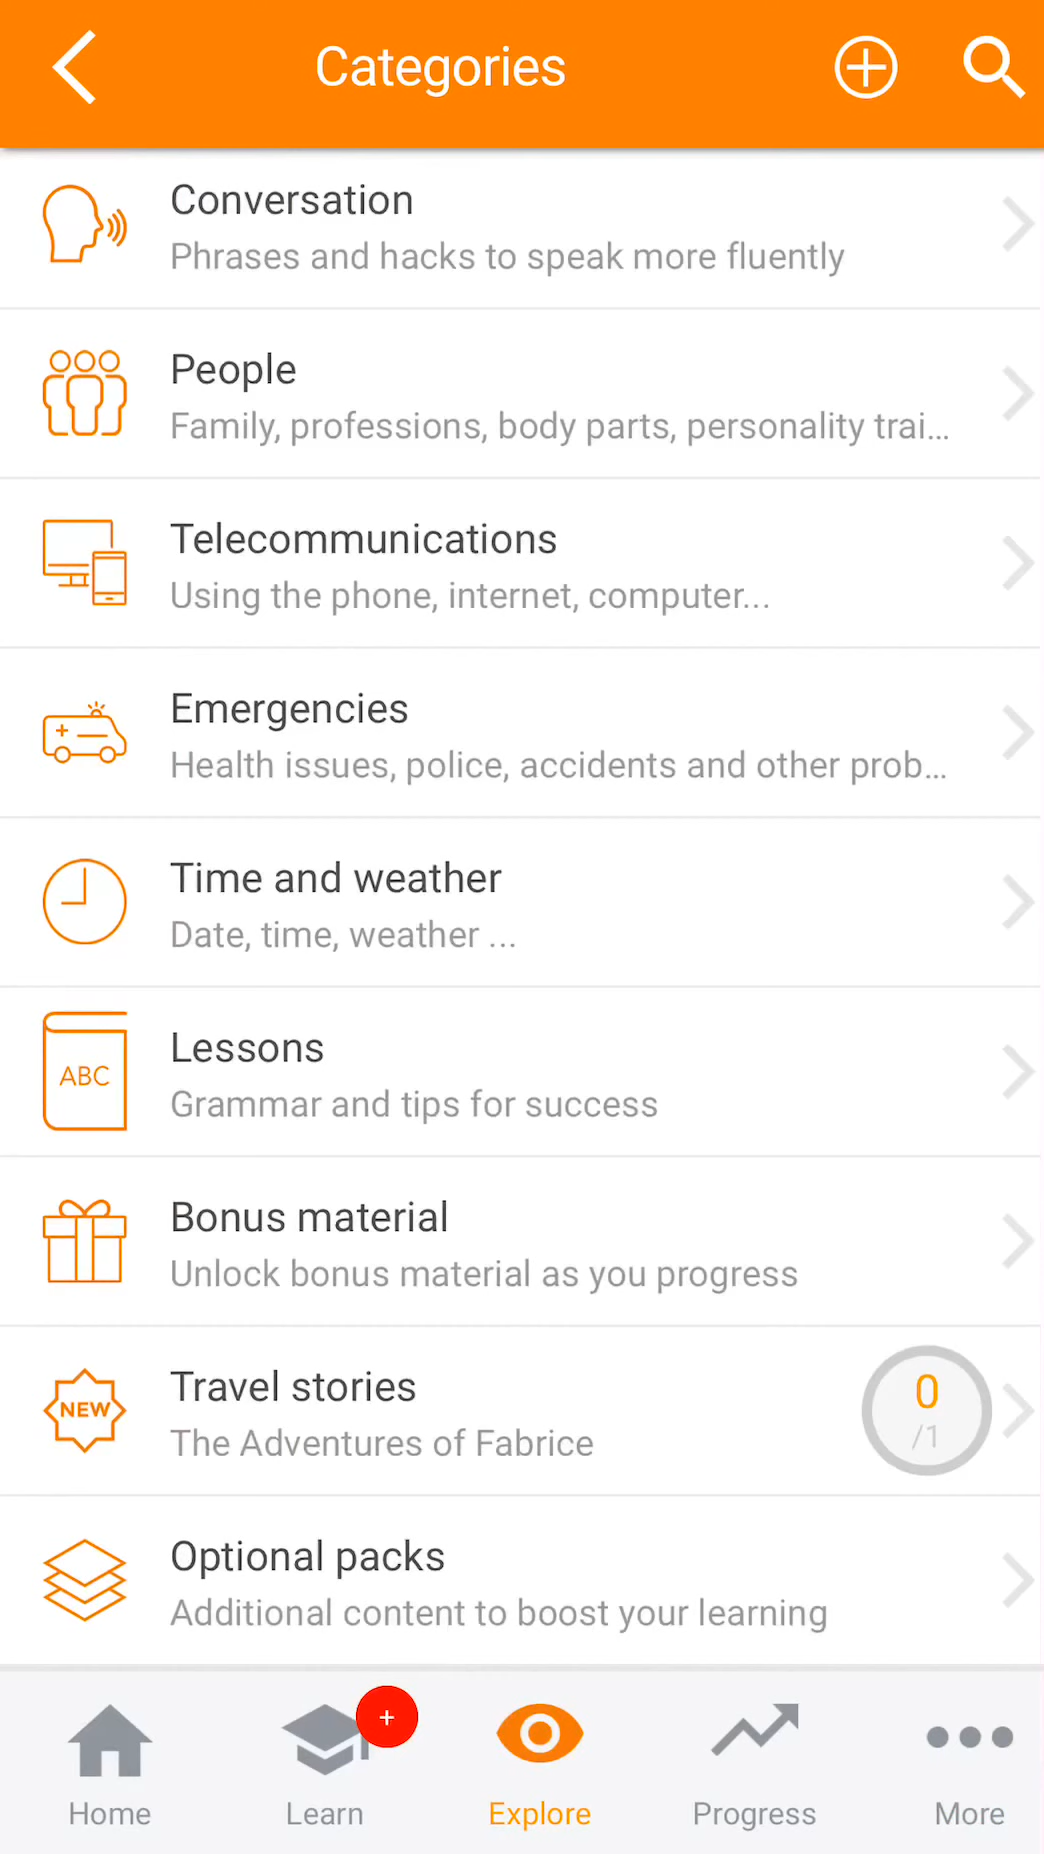 Categories
Conversation
Phrases and hacks to speak more fluently
People
Family, professions, body parts, personality trai...
Telecommunications
Using the phone, internet, computer...
Emergencies
Health issues, police, accidents and other prob...
Time and weather
Date, time, weather ...
ABC
Lessons
Grammar and tips for success
Bonus material
Unlock bonus material as you progress
NEW
Travel stories
The Adventures of Fabrice
0
/1
Optional packs
Additional content to boost your learning
+
Home
Learn
Explore
Progress
More